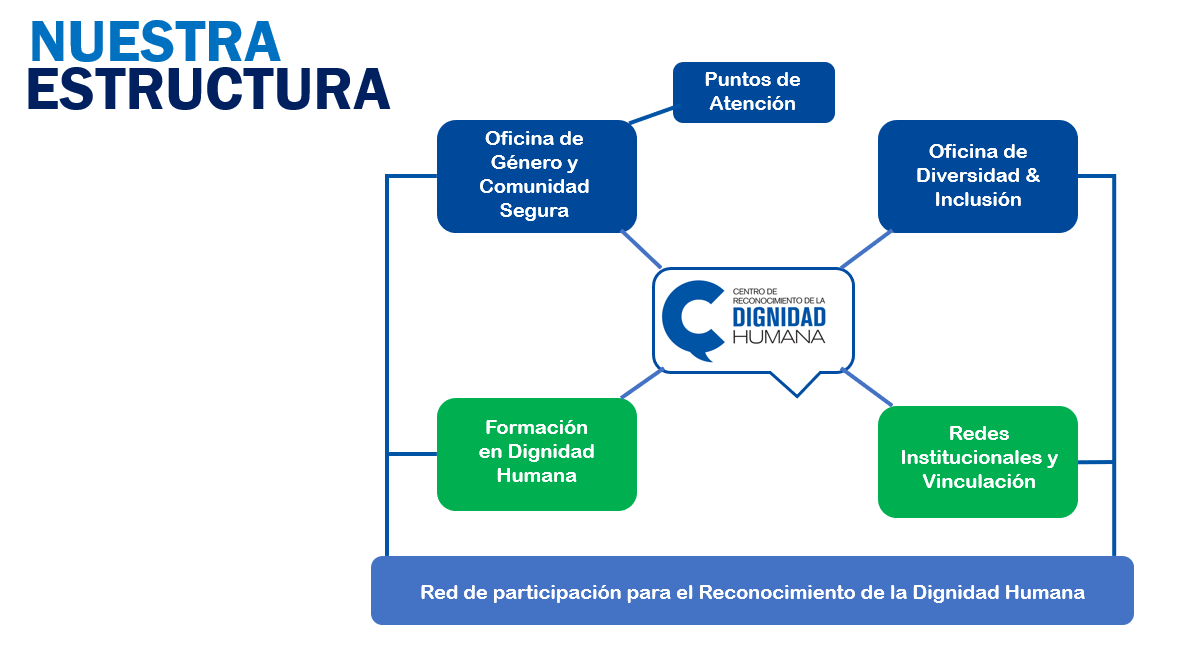 NUESTRA
ESTRUCTURA
Puntos de
Atención
Oficina de
Género y
Comunidad
Segura
Oficina de
Diversidad &
Inclusión
CENTRO DE
RECONOCIMIENTO DE LA
DIGNIDAD
HUMANA
Formación
en Dignidad
Humana
Redes
Institucionales y
Vinculación
Red de participación para el Reconocimiento de la Dignidad Humana